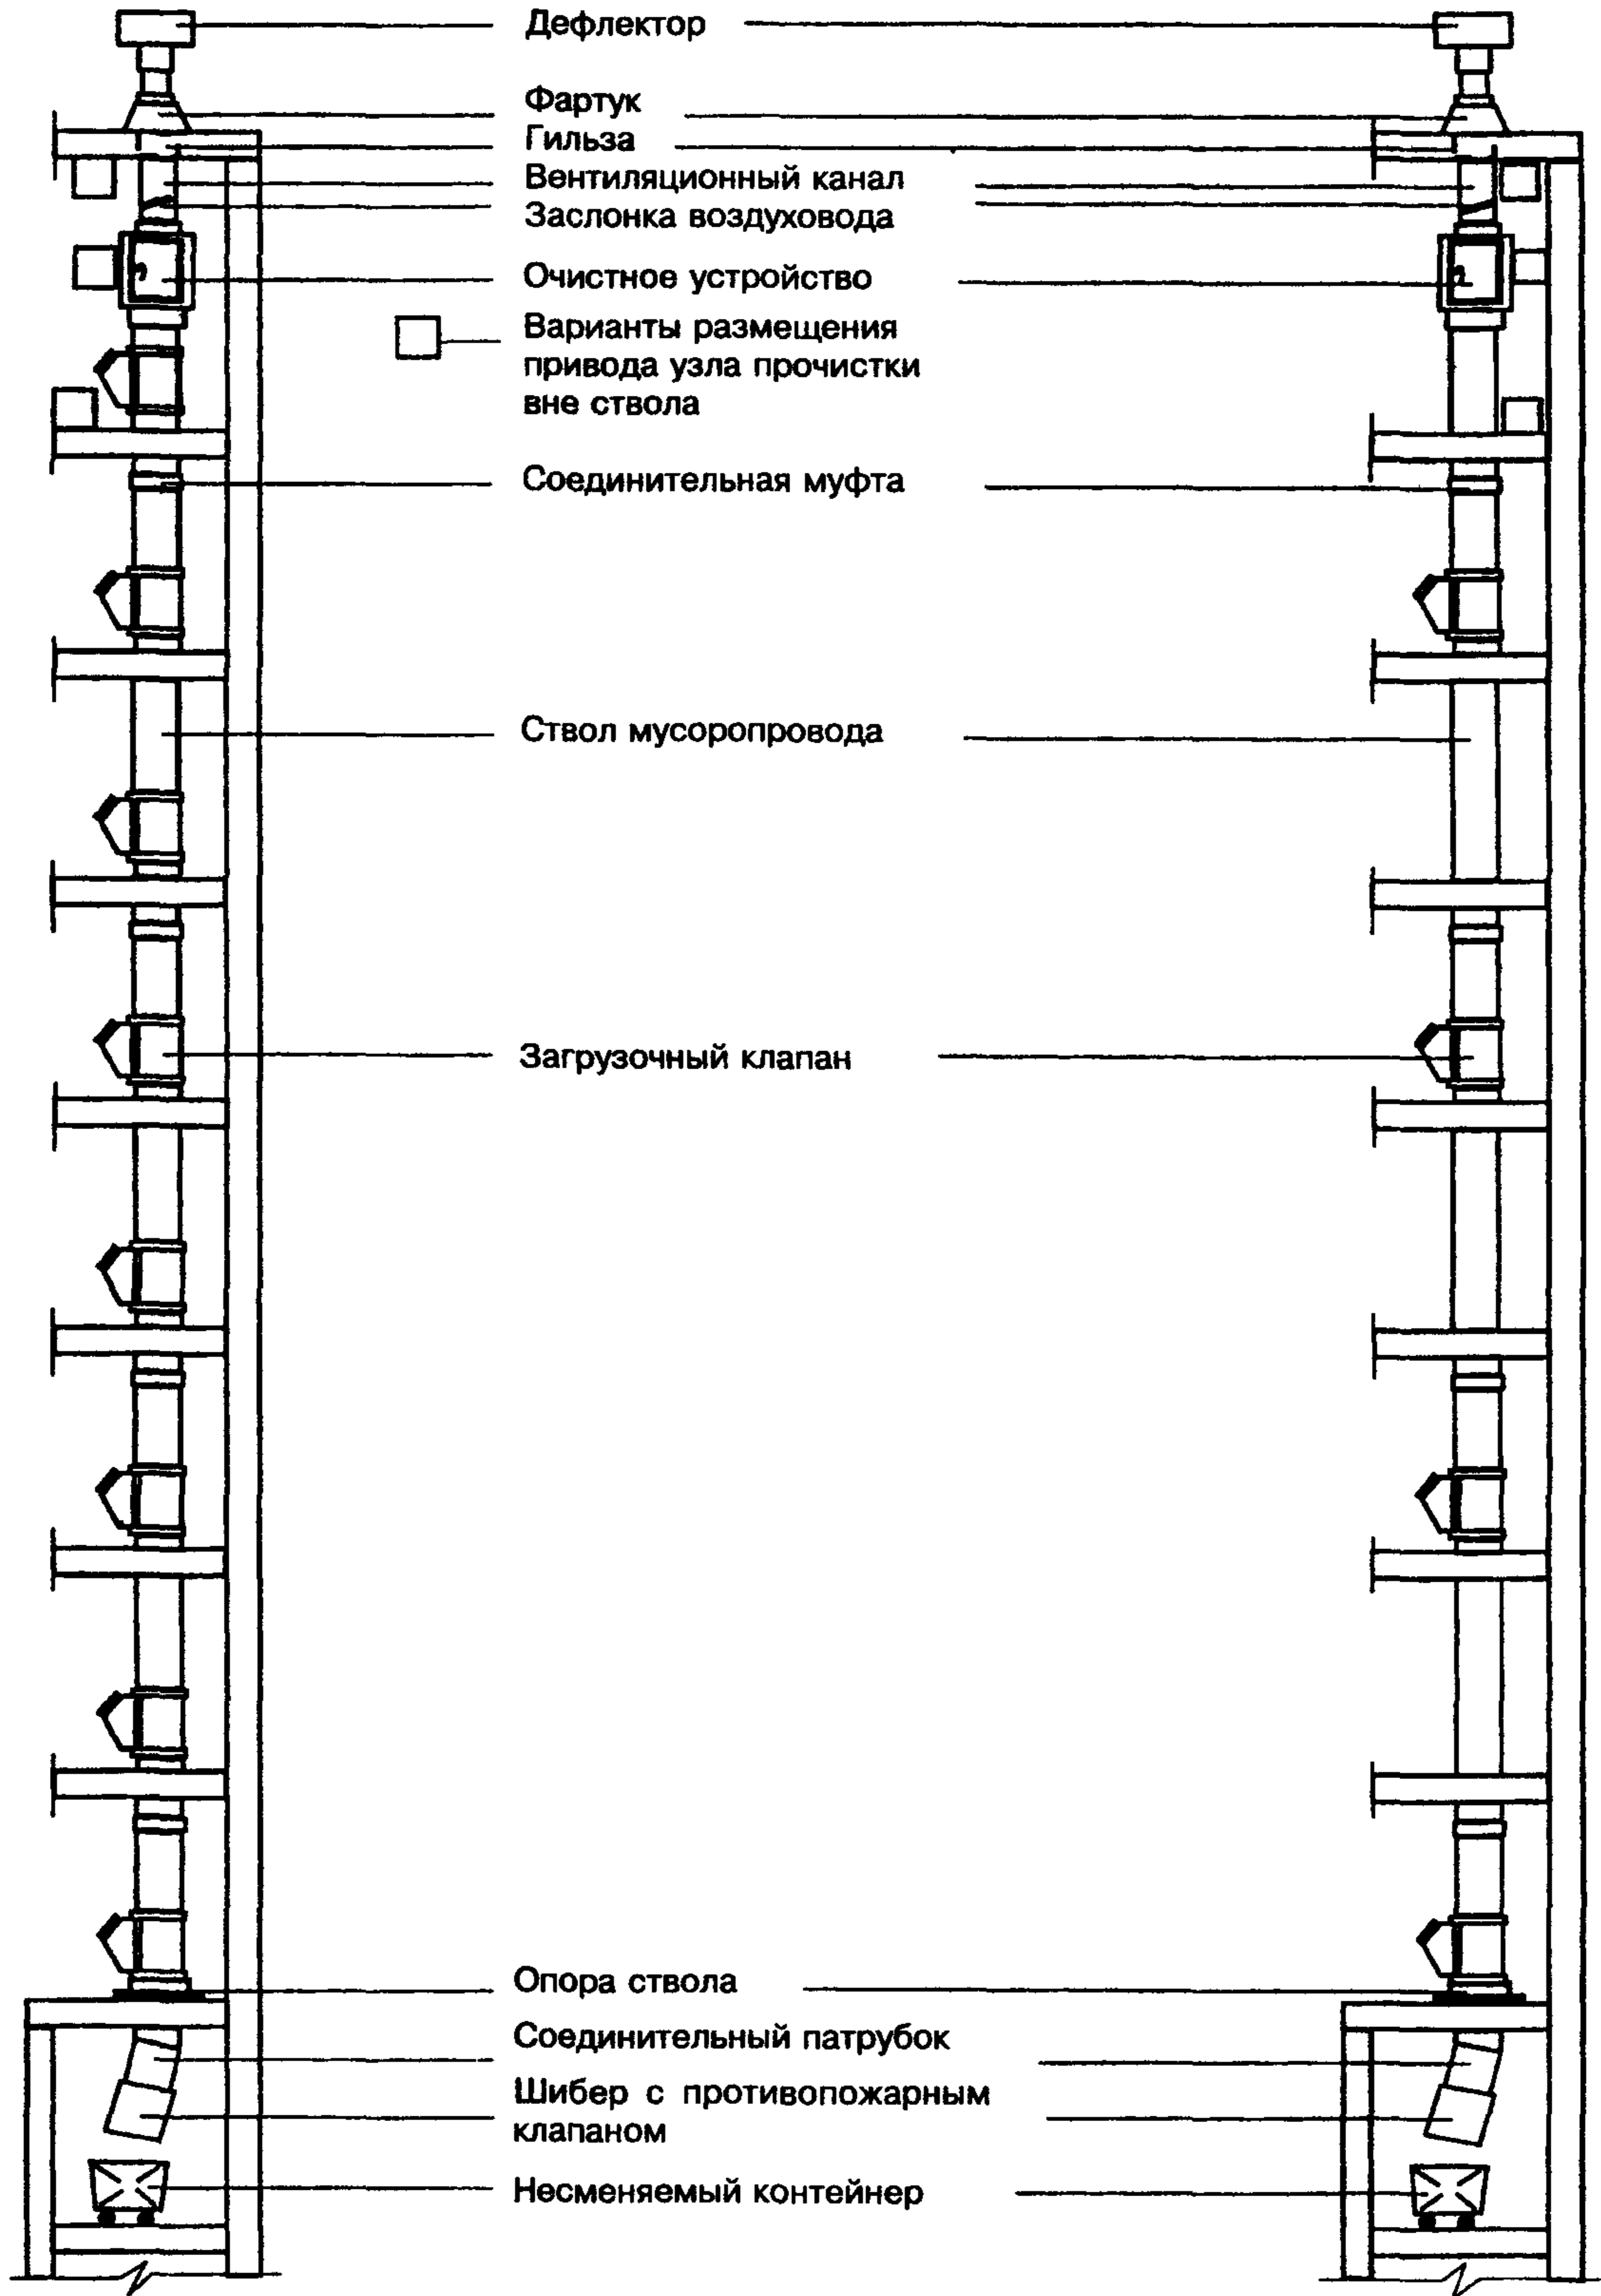 Дефлектор
Фартук
Гильза
Вентиляционный канал
Заслонка воздуховода
Очистное устройство
Варианты размещения
привода узла прочистки
вне ствола
Соединительная муфта
Ствол мусоропровода
Загрузочный клапан
Опора ствола
Соединительный патрубок
Шибер с противопожарным
клапаном
Несменяемый контейнер